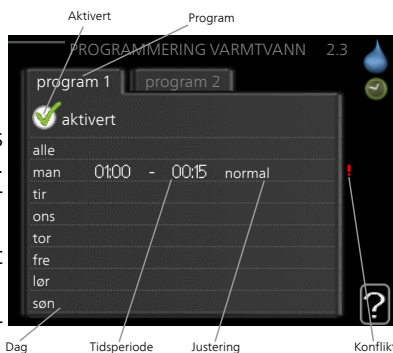 Aktivert
Program
PROGRAMMERING VARMTVANN 2.3
program 1 program 2
aktivert
alle
man 01:00 - 00:15 normal !
tir
ons
tor
fre
lør
søn
?
Dag Tidsperiode Justering Konflikt